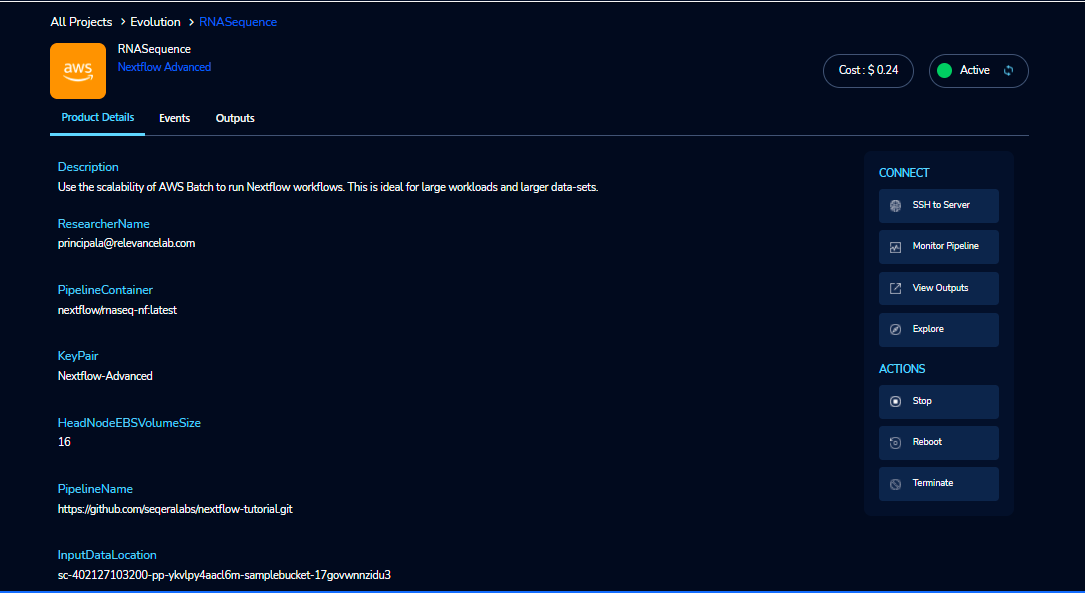 All Projects > Evolution > RNASequence
aws
RNASequence
Nextflow Advanced
Cost : $ 0.24
Active
Product Details
Events
Outputs
Description
Use the scalability of AWS Batch to run Nextflow workflows. This is ideal for large workloads and larger data-sets.
ResearcherName
principala@relevancelab.com
PipelineContainer
nextflow/rnaseq-nf:latest
KeyPair
Nextflow-Advanced
HeadNodeEBSVolumeSize
16
PipelineName
https://github.com/seqeralabs/nextflow-tutorial.git
InputDataLocation
sc-402127103200-pp-ykvlpy4aacl6m-samplebucket-17govwnnzidu3
CONNECT
SSH to Server
Monitor Pipeline
View Outputs
Explore
ACTIONS
Stop
Reboot
Terminate